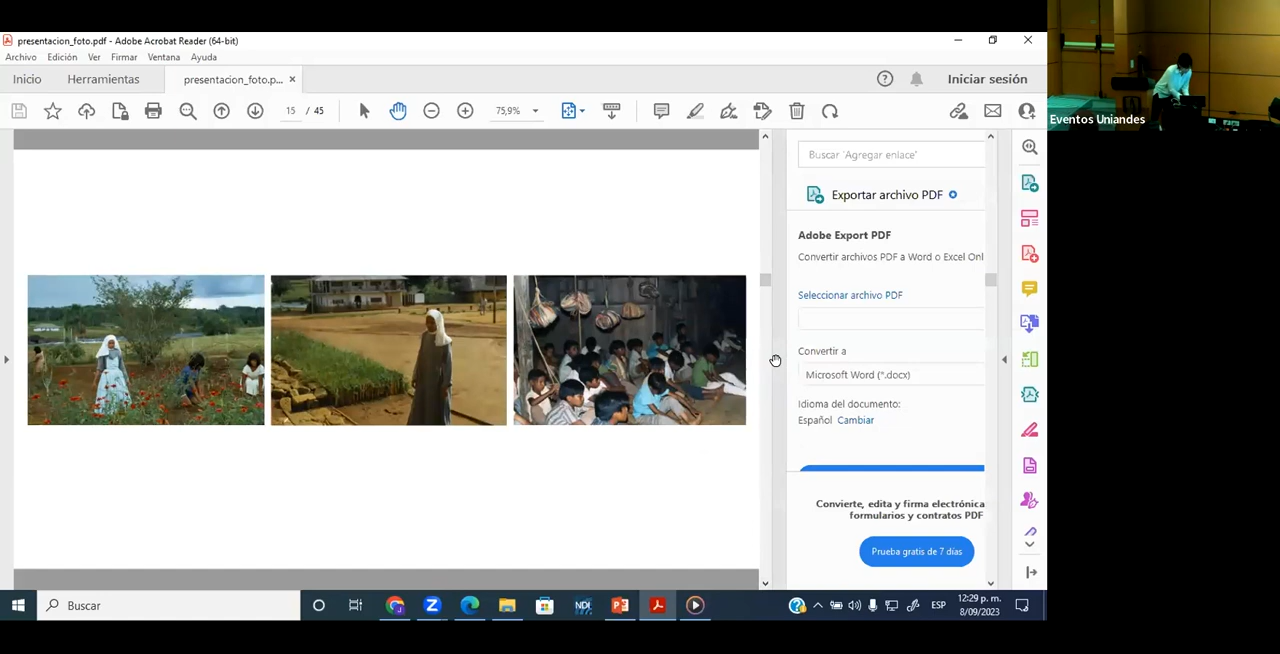 presentacion_foto.pdf - Adobe Acrobat Reader (64-bit)
Archivo Edición Ver Firmar Ventana Ayuda
Inicio Herramientas presentacion_foto.p... × Iniciar sesión
15 / 45 75,9%
Eventos Uniandes
Buscar 'Agregar enlace'
Exportar archivo PDF
Adobe Export PDF
Convertir archivos PDF a Word o Excel Onl
Seleccionar archivo PDF
Convertir a
Microsoft Word (*.docx)
Idioma del documento:
Español Cambiar
Convierte, edita y firma electrónica
formularios y contratos PDF
Prueba gratis de 7 días
Buscar
NDI
ESP
12:29 p. m.
8/09/2023